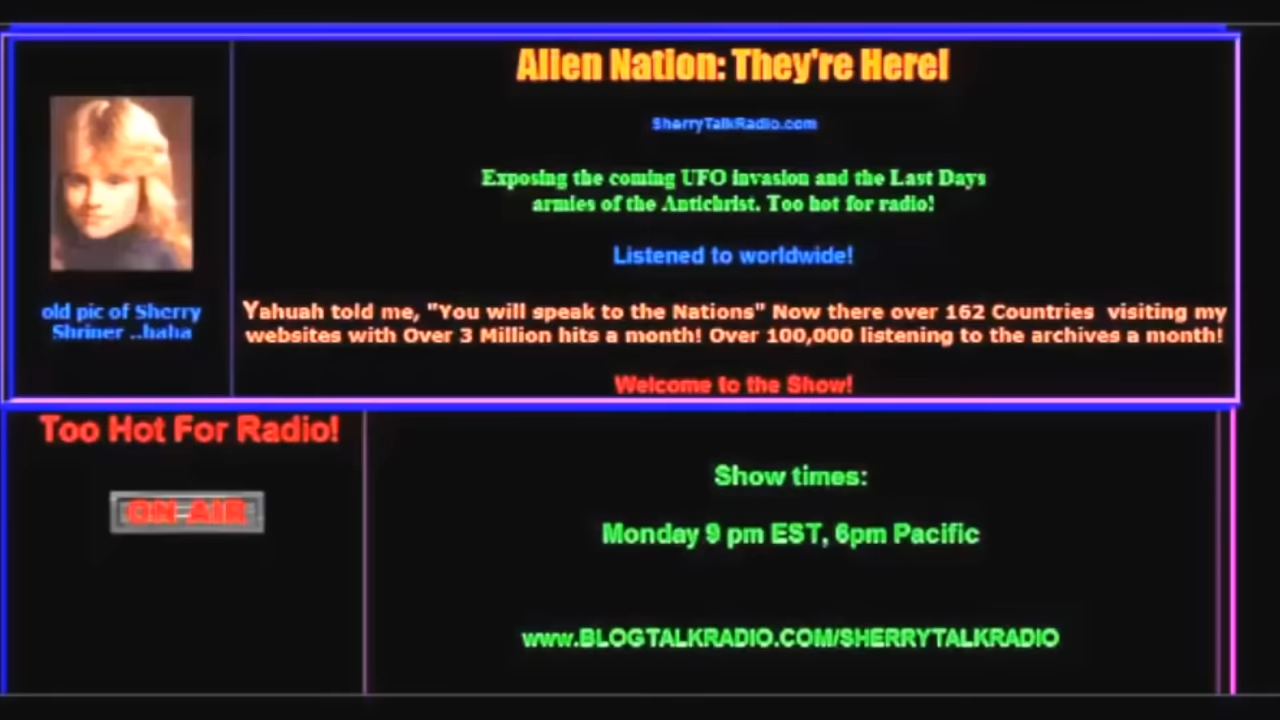 Alien Nation: They're Here!
SherryTalkRadio.com
Exposing the coming UFO invasion and the Last Days
armies of the Antichrist. Too hot for radio!
Listened to worldwide!
old pic of Sherry
Shriner ..haha
Yahuah told me, "You will speak to the Nations" Now there over 162 Countries visiting my
websites with Over 3 Million hits a month! Over 100,000 listening to the archives a month!
Welcome to the Show!
Too Hot For Radio!
ON-AIR
Show times:
Monday 9 pm EST, 6pm Pacific
www.BLOGTALKRADIO.COM/SHERRYTALKRADIO